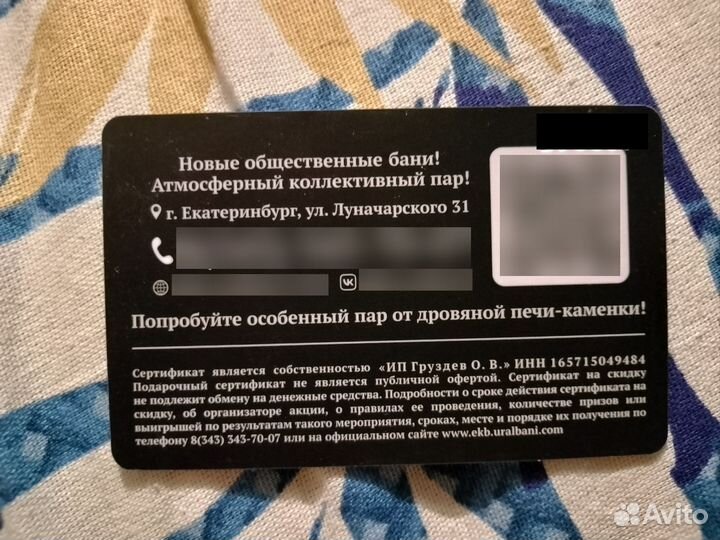 Новые общественные бани!
Атмосферный коллективный пар!
г. Екатеринбург, ул. Луначарского 31
Попробуйте особенный пар от дровяной печи-каменки!
Сертификат является собственностью «ИП Груздев О. В.» ИНН 165715049484
Подарочный сертификат не является публичной офертой. Сертификат на скидку
не подлежит обмену на денежные средства. Подробности о сроке действия сертификата на
скидку, об организаторе акции, о правилах ее проведения, количестве призов или
выигрышей по результатам такого мероприятия, сроках, месте и порядке их получения по
телефону 8(343) 343-70-07 или на официальном сайте www.ekb.uralbani.com
Avito